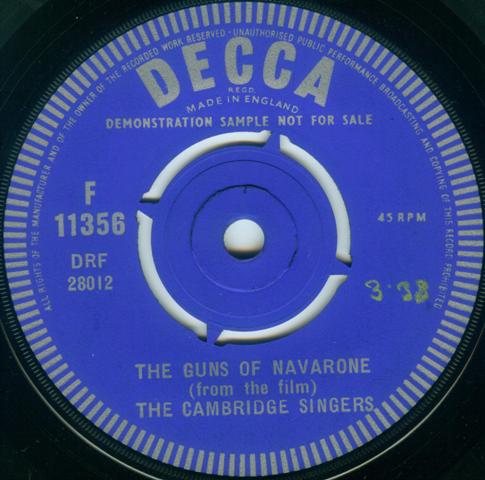 ALL RIGHTS OF THE MANUFACTURER AND OF THE OWNER OF THE RECORDED WORK RESERVED · UNAUTHORISED PUBLIC PERFORMANCE BROADCASTING AND COPYING OF THIS RECORD PROHIBITED
DECCA
REGD.
MADE IN ENGLAND
DEMONSTRATION SAMPLE NOT FOR SALE
F
11356
45 RPM
DRF
28012
3·38
THE GUNS OF NAVARONE
(from the film)
THE CAMBRIDGE SINGERS